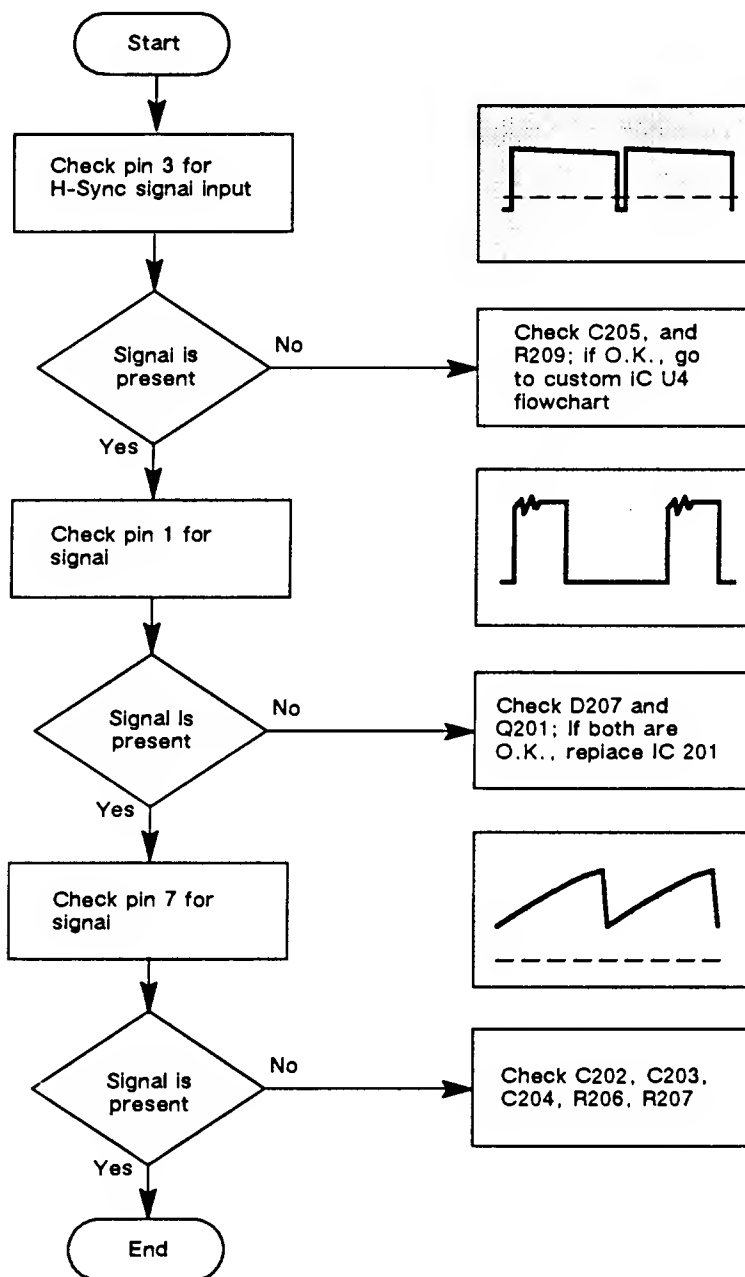 Start
Check pin 3 for
H-Sync signal input
Signal is
present
No
Check C205, and
R209; if O.K., go
to custom IC U4
flowchart
Yes
Check pin 1 for
signal
Signal is
present
No
Check D207 and
Q201; If both are
O.K., replace IC 201
Yes
Check pin 7 for
signal
Signal is
present
No
Check C202, C203,
C204, R206, R207
Yes
End